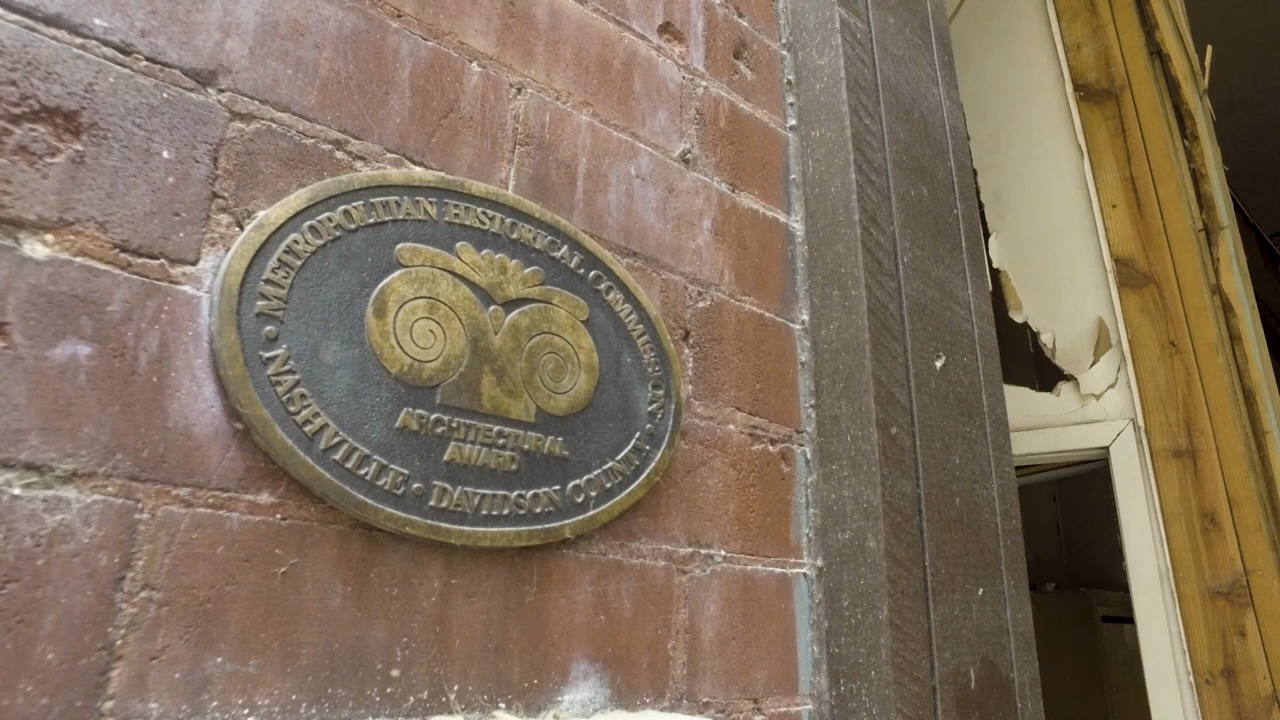 • METROPOLITAN HISTORICAL COMMISSION •
ARCHITECTURAL
AWARD
NASHVILLE • DAVIDSON COUNTY